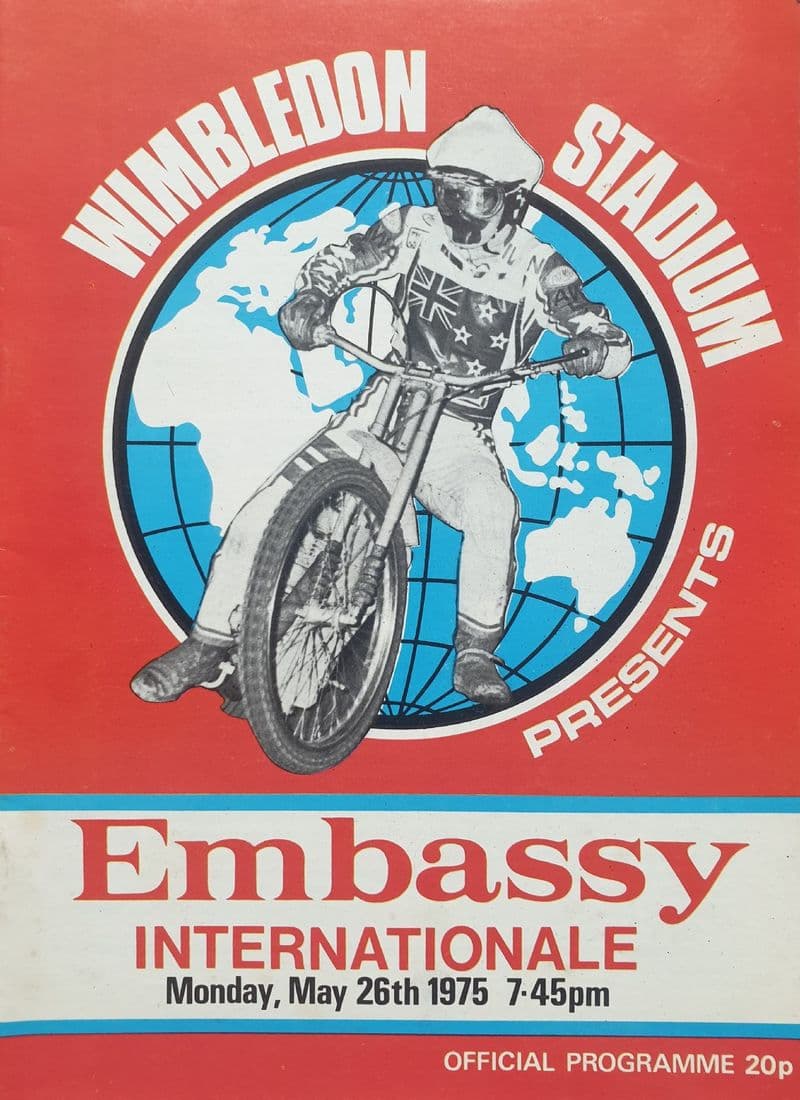 WIMBLEDON STADIUM
PRESENTS
Embassy
INTERNATIONALE
Monday, May 26th 1975 7·45pm
OFFICIAL PROGRAMME 20p